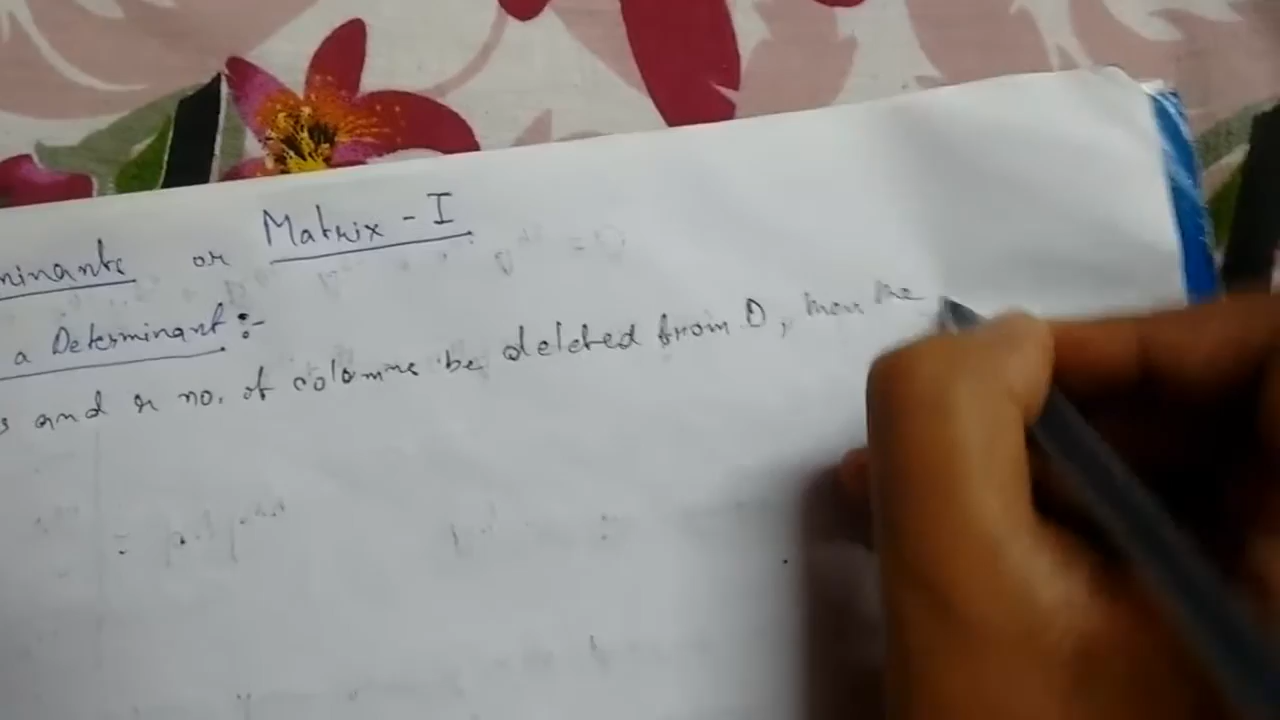 minants or Matrix - I
a Determinant :-
s and r no. of columns be deleted from D, then the